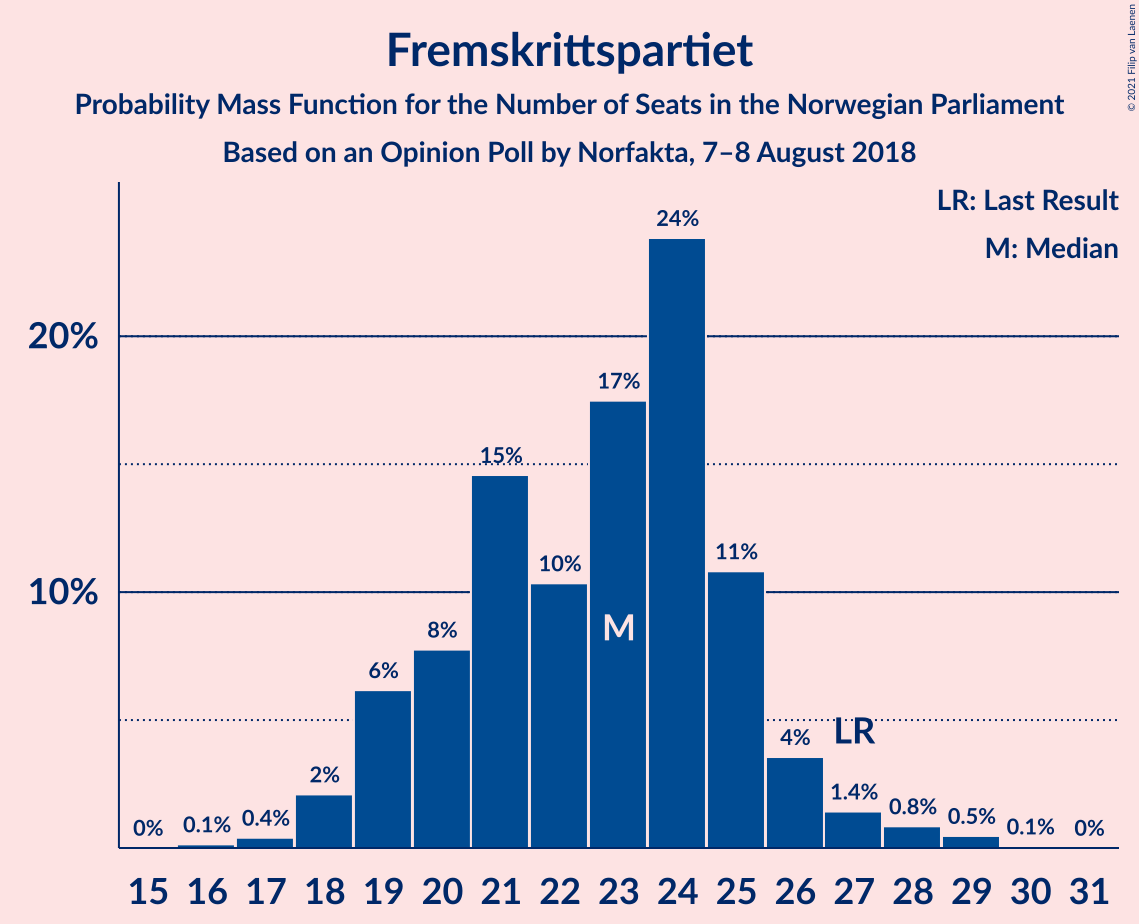 © 2021 Filip van Laenen
Fremskrittspartiet
Probability Mass Function for the Number of Seats in the Norwegian Parliament
Based on an Opinion Poll by Norfakta, 7–8 August 2018
LR: Last Result
M: Median
24%
20%
17%
15%
11%
10%
10%
M
8%
6%
LR
4%
2%
1.4%
0.8%
0.5%
0.4%
0.1%
0.1%
0%
0%
15 16 17 18 19 20 21 22 23 24 25 26 27 28 29 30 31